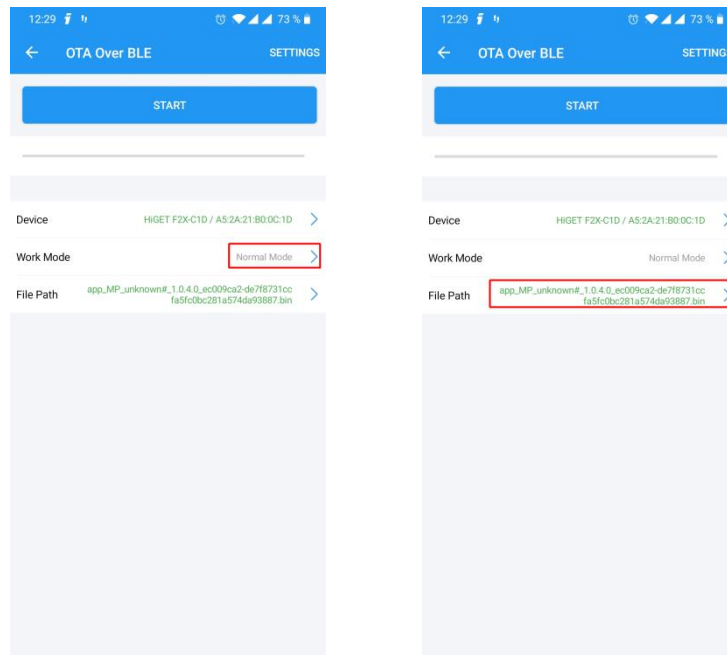 12:29 73 %
OTA Over BLE SETTINGS
START
Device HiGET F2X-C1D / A5:2A:21:B0:0C:1D
Work Mode Normal Mode
File Path app_MP_unknown#_1.0.4.0_ec009ca2-de7f8731cc
fa5fc0bc281a574da93887.bin
12:29 73 %
OTA Over BLE SETTING
START
Device HiGET F2X-C1D / A5:2A:21:B0:0C:1D
Work Mode Normal Mode
File Path app_MP_unknown#_1.0.4.0_ec009ca2-de7f8731cc
fa5fc0bc281a574da93887.bin